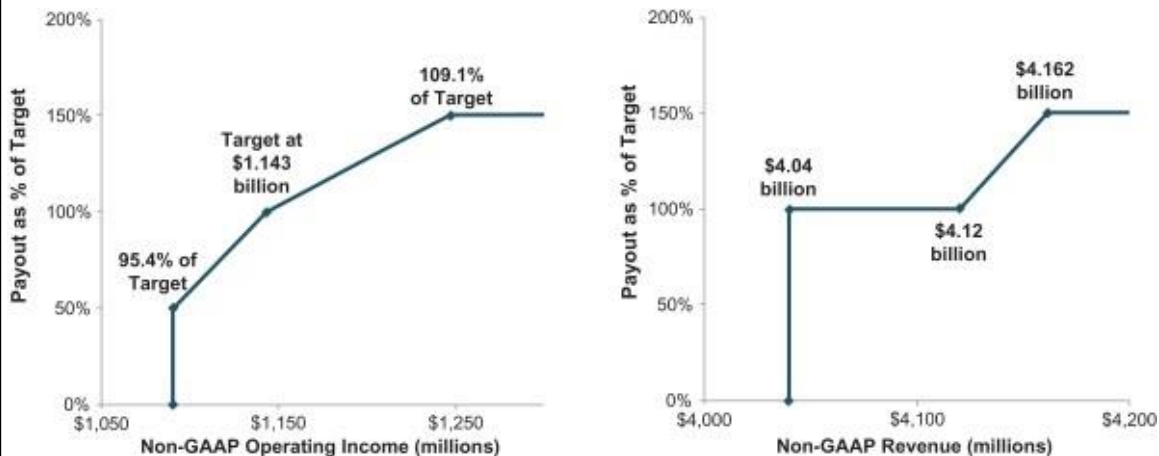 200%
150%
100%
50%
0%
Payout as % of Target
95.4% of
Target
Target at
$1.143
billion
109.1%
of Target
$1,050
$1,150
$1,250
Non-GAAP Operating Income (millions)
200%
150%
100%
50%
0%
Payout as % of Target
$4.04
billion
$4.12
billion
$4.162
billion
$4,000
$4,100
$4,200
Non-GAAP Revenue (millions)